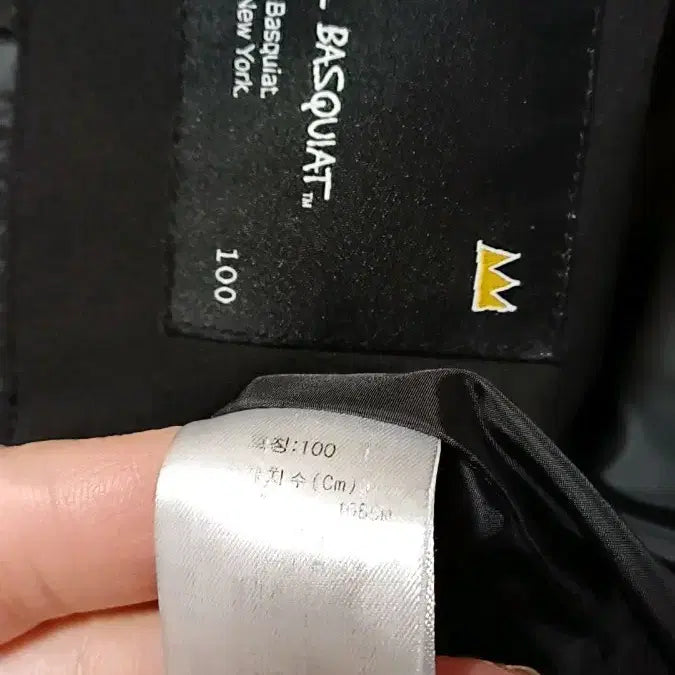 - BASQUIAT™
Basquiat
New York
100
호칭:100
치수(Cm)